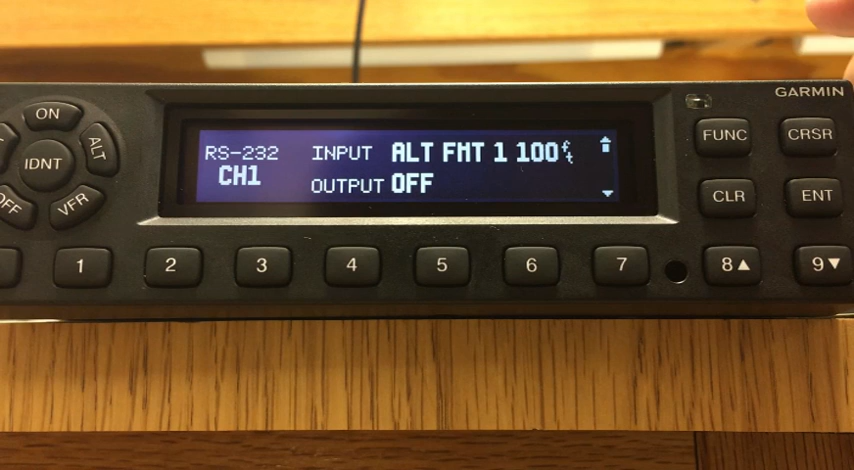 GARMIN
ON
ALT
IDNT
VFR
RS-232 INPUT ALT FMT 1 100ft
CH1 OUTPUT OFF
FUNC CRSR
CLR ENT
1 2 3 4 5 6 7 8▲ 9▼